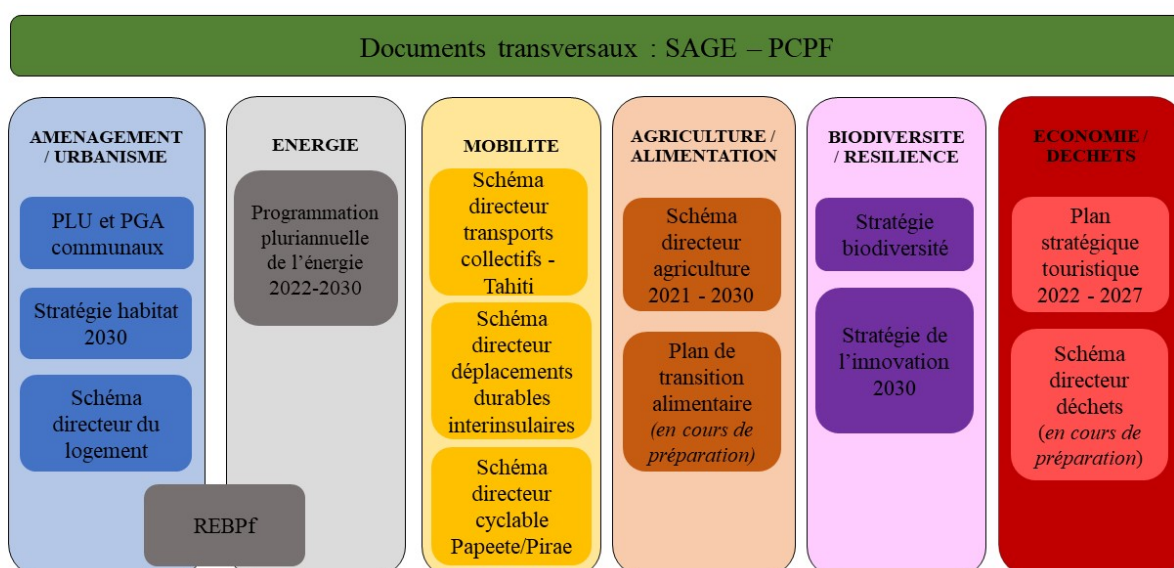 Documents transversaux : SAGE – PCPF
AMENAGEMENT
/ URBANISME
PLU et PGA
communaux
Stratégie habitat
2030
Schéma
directeur du
logement
REBPf
ENERGIE
Programmation
pluriannuelle
de l’énergie
2022-2030
MOBILITE
Schéma
directeur
transports
collectifs -
Tahiti
Schéma
directeur
déplacements
durables
interinsulaires
Schéma
directeur
cyclable
Papeete/Pirae
AGRICULTURE /
ALIMENTATION
Schéma
directeur
agriculture
2021 - 2030
Plan de
transition
alimentaire
(en cours de
préparation)
BIODIVERSITE
/ RESILIENCE
Stratégie
biodiversité
Stratégie de
l’innovation
2030
ECONOMIE /
DECHETS
Plan
stratégique
touristique
2022 - 2027
Schéma
directeur
déchets
(en cours de
préparation)